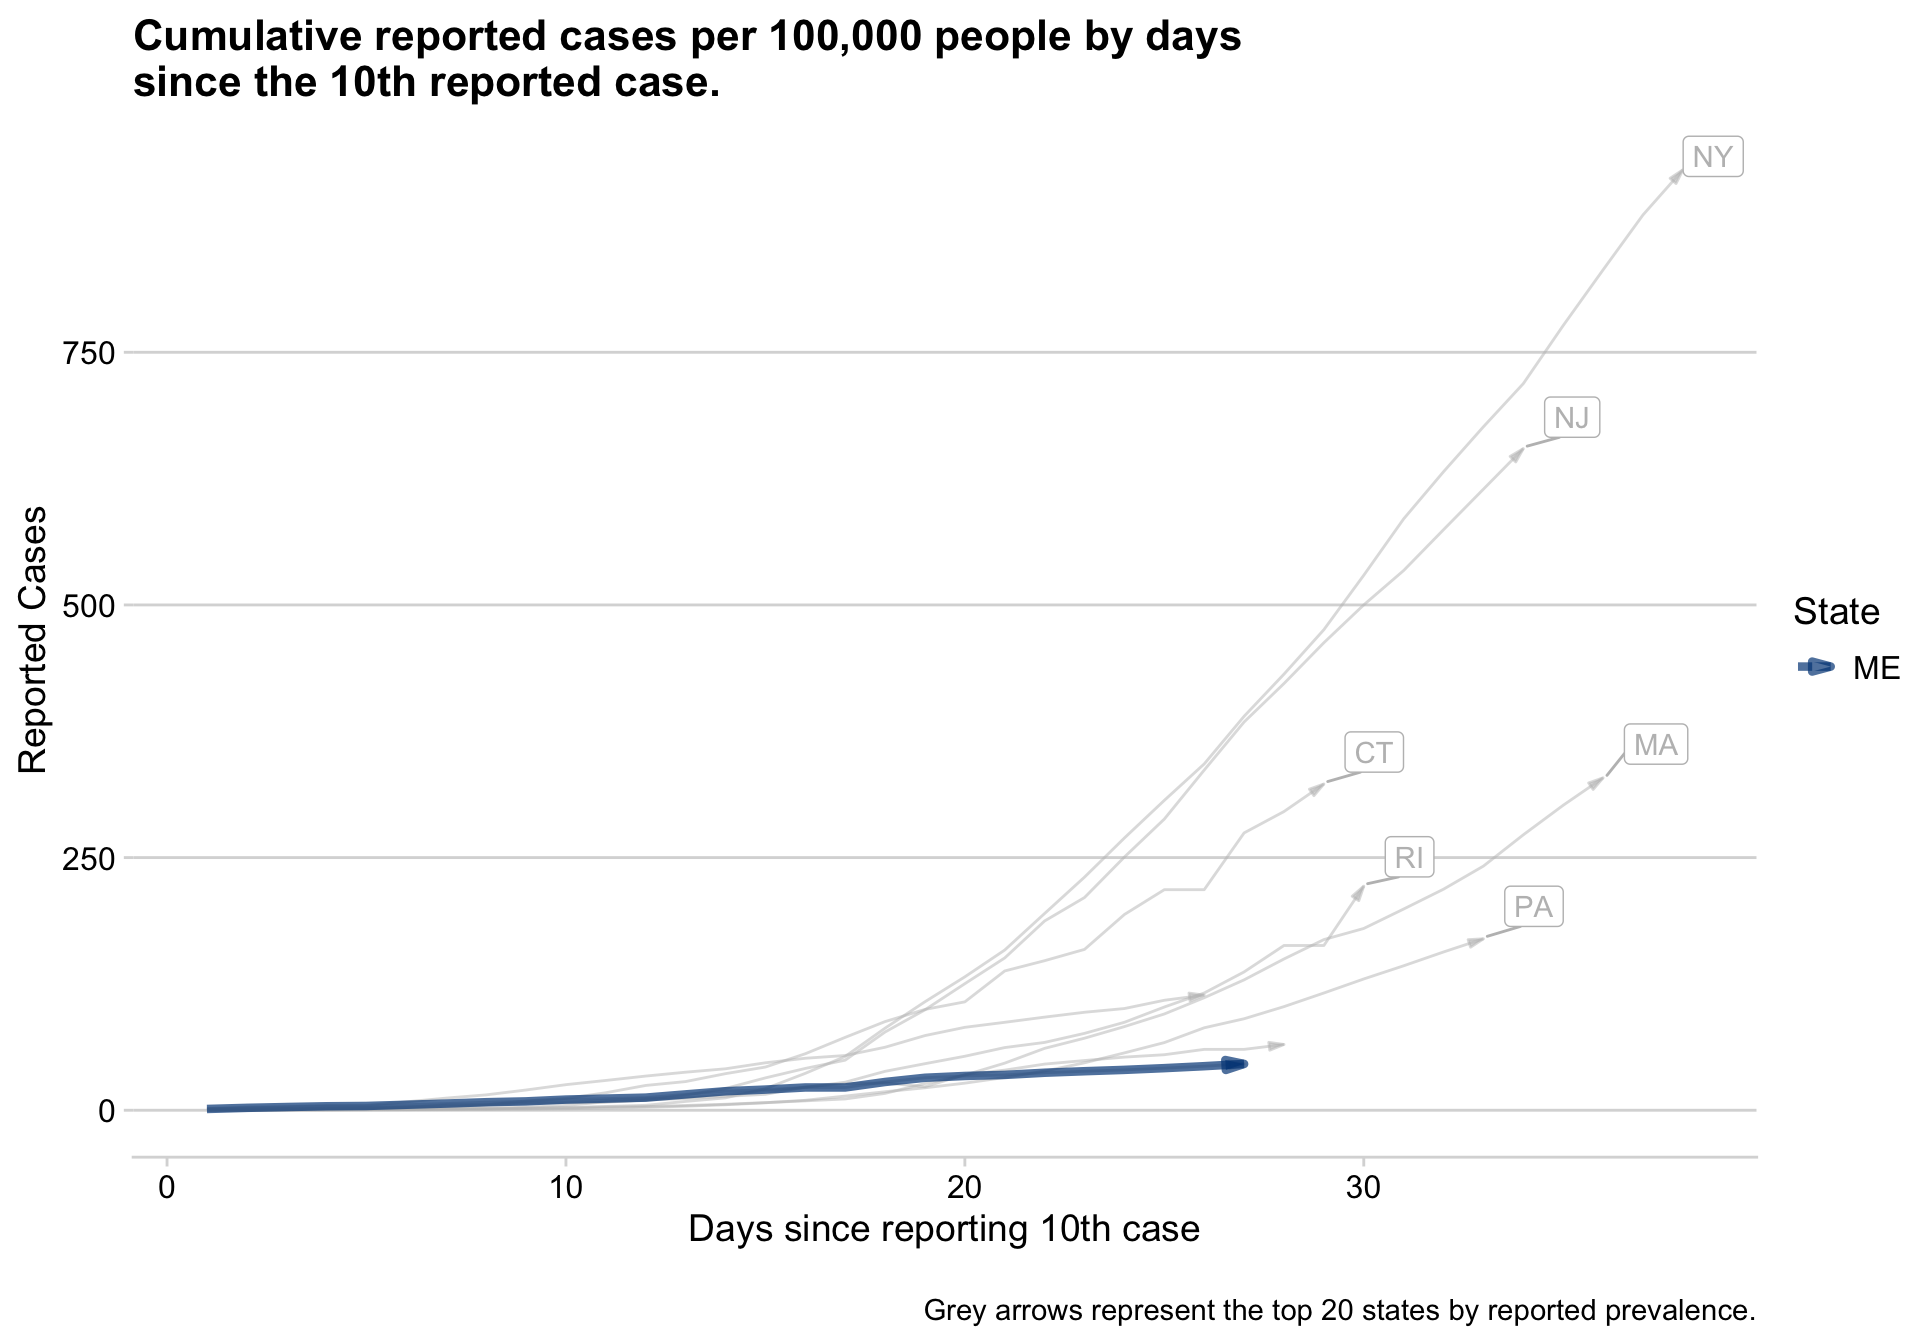 Cumulative reported cases per 100,000 people by days
since the 10th reported case.
NY
750
NJ
Reported Cases
500
State
ME
CT
MA
250
RI
PA
0
0 10 20 30
Days since reporting 10th case
Grey arrows represent the top 20 states by reported prevalence.